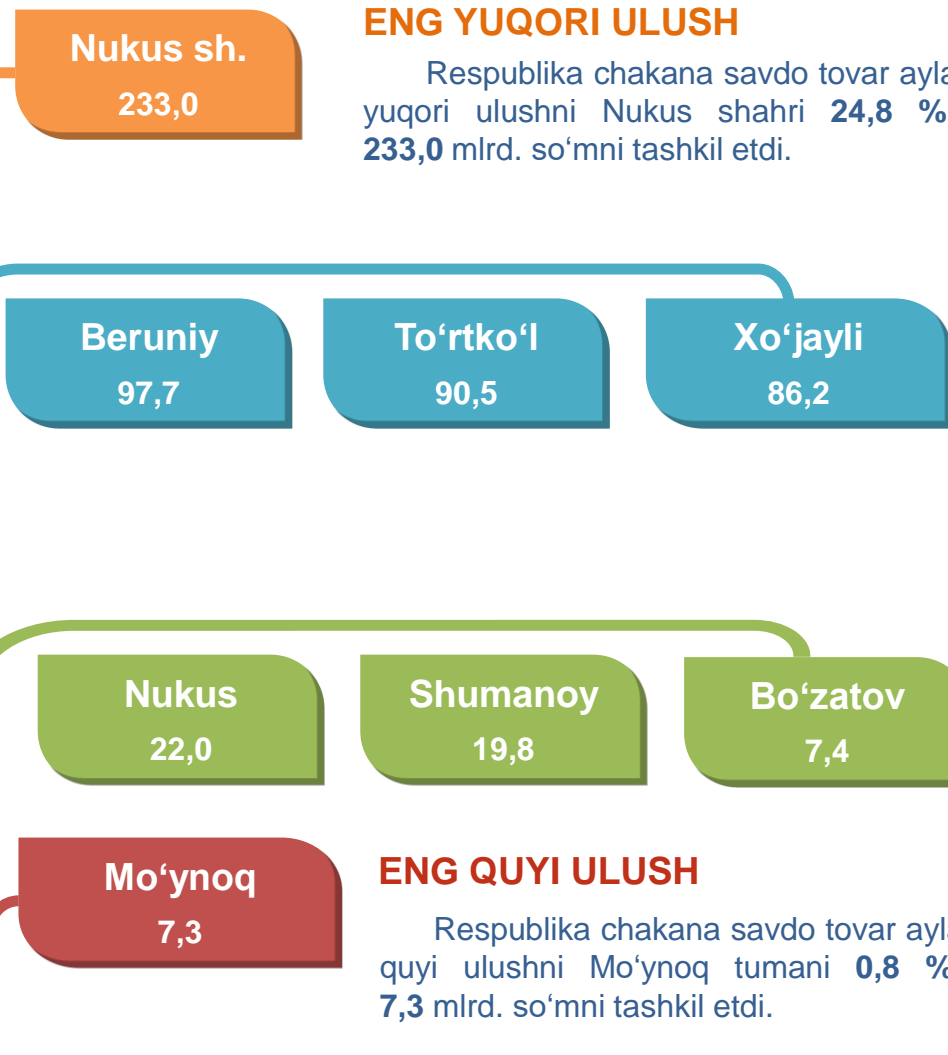 Nukus sh.
233,0
ENG YUQORI ULUSH
Respublika chakana savdo tovar
yuqori ulushni Nukus shahri 24,8 %
233,0 mlrd. so‘mni tashkil etdi.
Beruniy
97,7
To‘rtko‘l
90,5
Xo‘jayli
86,2
Nukus
22,0
Shumanoy
19,8
Bo‘zatov
7,4
Mo‘ynoq
7,3
ENG QUYI ULUSH
Respublika chakana savdo tovar
quyi ulushni Mo‘ynoq tumani 0,8 %
7,3 mlrd. so‘mni tashkil etdi.